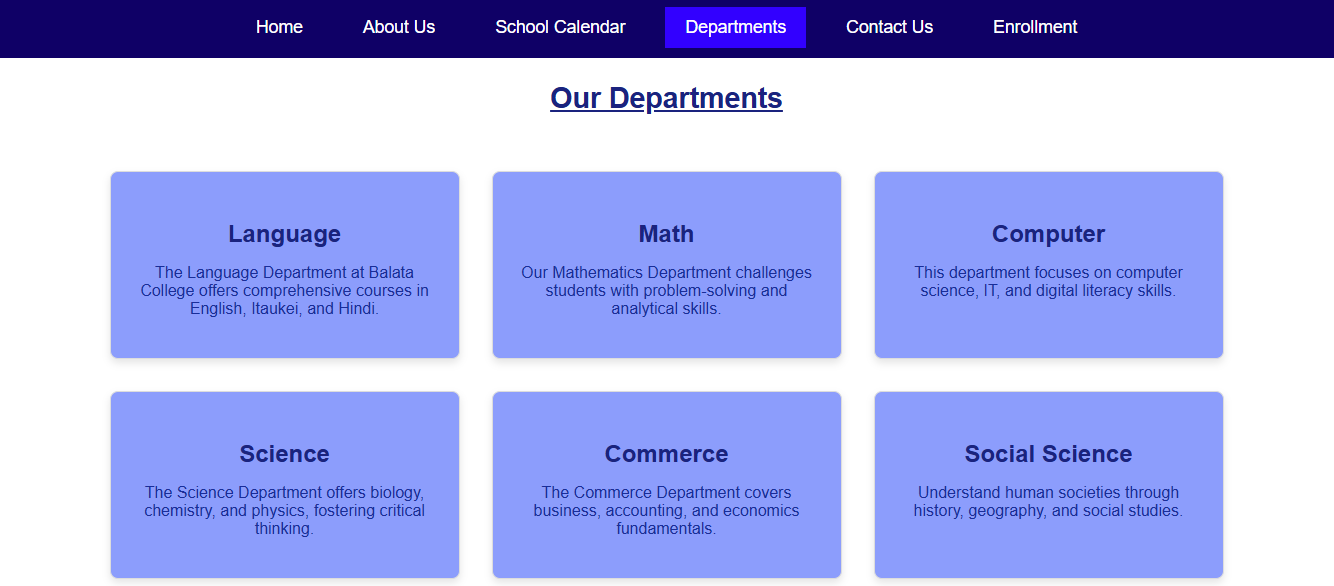 Home About Us School Calendar Departments Contact Us Enrollment
Our Departments
Language
The Language Department at Balata
College offers comprehensive courses in
English, Itaukei, and Hindi.
Math
Our Mathematics Department challenges
students with problem-solving and
analytical skills.
Computer
This department focuses on computer
science, IT, and digital literacy skills.
Science
The Science Department offers biology,
chemistry, and physics, fostering critical
thinking.
Commerce
The Commerce Department covers
business, accounting, and economics
fundamentals.
Social Science
Understand human societies through
history, geography, and social studies.